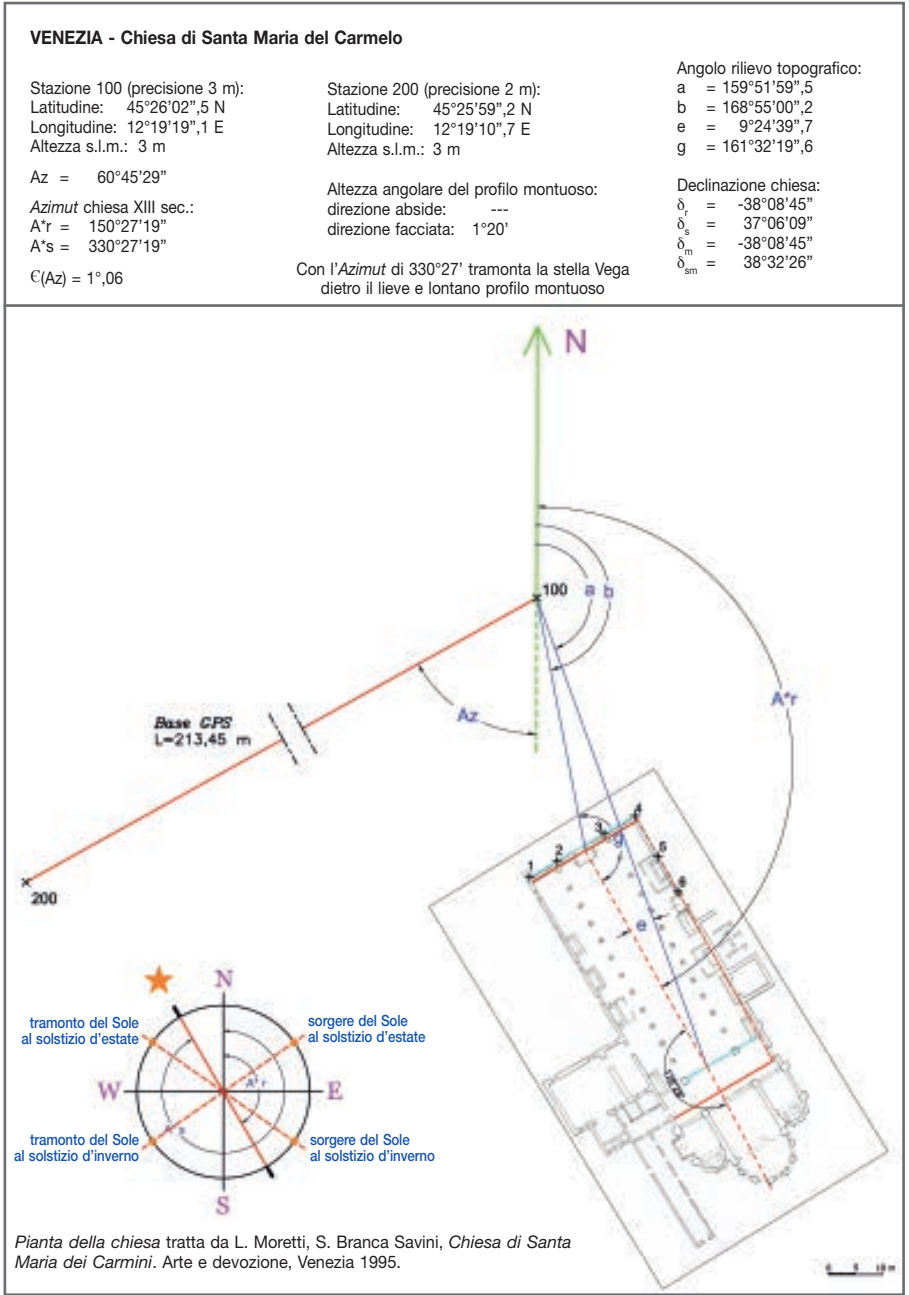 VENEZIA - Chiesa di Santa Maria del Carmelo
Stazione 100 (precisione 3 m):
Latitudine: 45°26'02",5 N
Longitudine: 12°19'19",1 E
Altezza s.l.m.: 3 m
Az = 60°45'29"
Azimut chiesa XIII sec.:
A*r = 150°27'19"
A*s = 330°27'19"
Є(Az) = 1°,06
Stazione 200 (precisione 2 m):
Latitudine: 45°25'59",2 N
Longitudine: 12°19'10",7 E
Altezza s.l.m.: 3 m
Altezza angolare del profilo montuoso:
direzione abside: ---
direzione facciata: 1°20'
Con l'Azimut di 330°27' tramonta la stella Vega
dietro il lieve e lontano profilo montuoso
Angolo rilievo topografico:
a = 159°51'59",5
b = 168°55'00",2
e = 9°24'39",7
g = 161°32'19",6
Declinazione chiesa:
δr = -38°08'45"
δs = 37°06'09"
δm = -38°08'45"
δsm = 38°32'26"
N
100
a b
A*r
Az
Base GPS
L=213,45 m
200
1
2
3
4
5
6
g
e
N
tramonto del Sole
al solstizio d'estate
sorgere del Sole
al solstizio d'estate
W
A*r
E
s
tramonto del Sole
al solstizio d'inverno
sorgere del Sole
al solstizio d'inverno
S
Pianta della chiesa tratta da L. Moretti, S. Branca Savini, Chiesa di Santa
Maria dei Carmini. Arte e devozione, Venezia 1995.
0 5 10 m